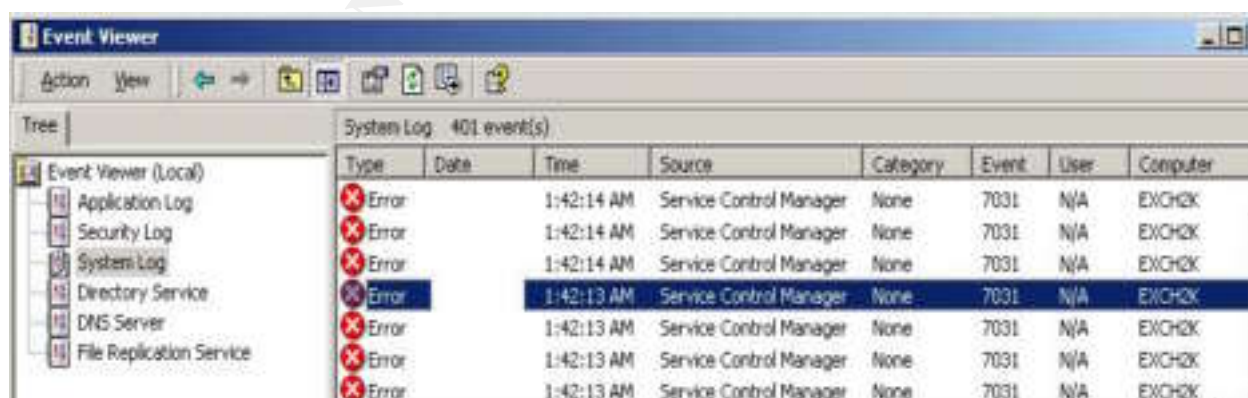 Event Viewer
Action View
Tree
System Log 401 event(s)
Type Date Time Source Category Event User Computer
Event Viewer (Local)
Application Log
Security Log
System Log
Directory Service
DNS Server
File Replication Service
Error 1:42:14 AM Service Control Manager None 7031 N/A EXCH2K
Error 1:42:14 AM Service Control Manager None 7031 N/A EXCH2K
Error 1:42:14 AM Service Control Manager None 7031 N/A EXCH2K
Error 1:42:13 AM Service Control Manager None 7031 N/A EXCH2K
Error 1:42:13 AM Service Control Manager None 7031 N/A EXCH2K
Error 1:42:13 AM Service Control Manager None 7031 N/A EXCH2K
Error 1:42:13 AM Service Control Manager None 7031 N/A EXCH2K